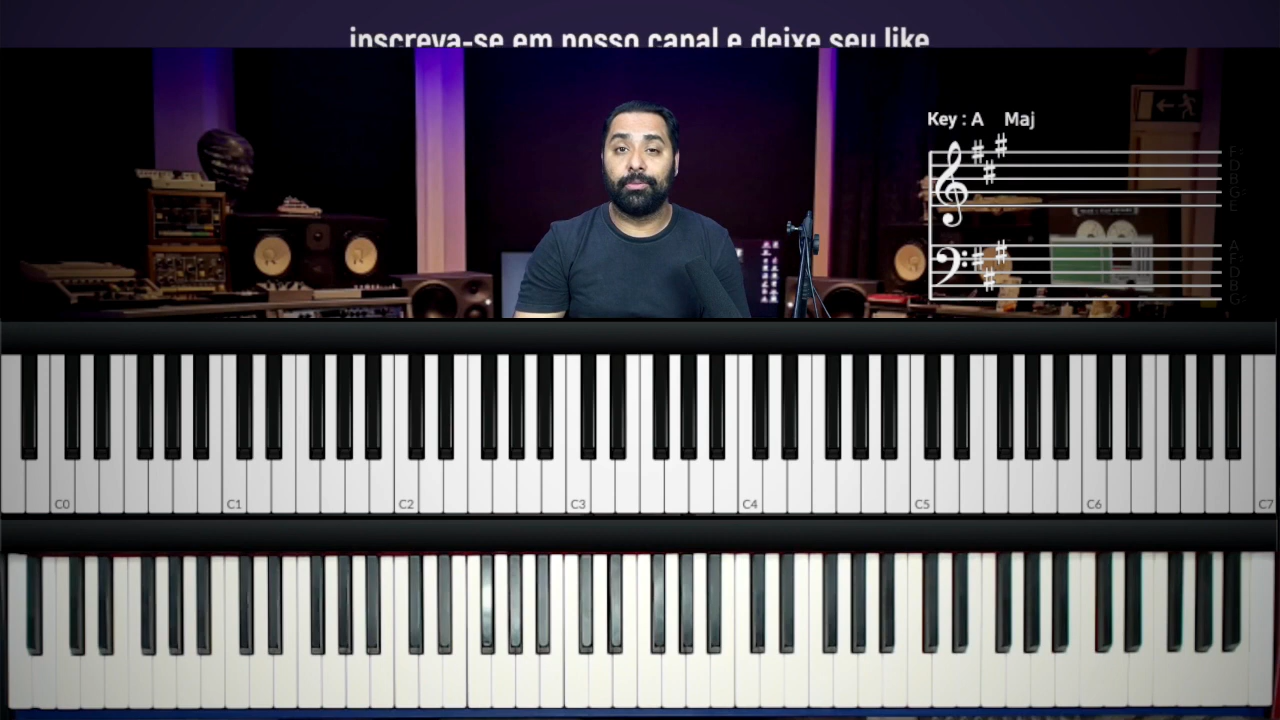 inscreva-se em nosso canal e deixe seu like
Key : A Maj
F
D
B
G
E
A
F
D
B
G
C0 C1 C2 C3 C4 C5 C6 C7